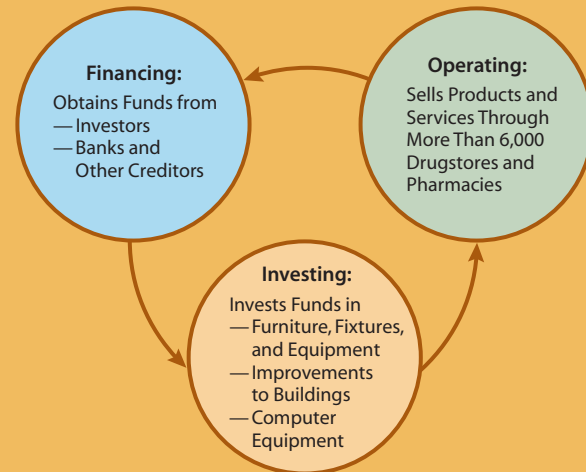 Financing:
Obtains Funds from
— Investors
— Banks and
Other Creditors
Operating:
Sells Products and
Services Through
More Than 6,000
Drugstores and
Pharmacies
Investing:
Invests Funds in
— Furniture, Fixtures,
and Equipment
— Improvements
to Buildings
— Computer
Equipment